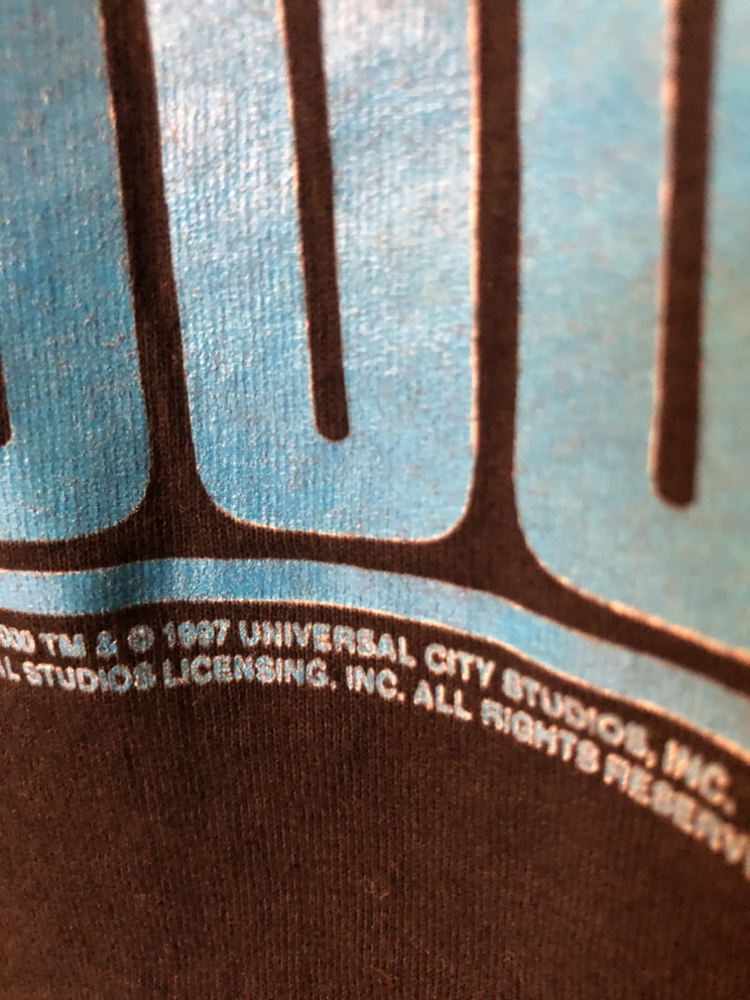 TM & © 1997 UNIVERSAL CITY STUDIOS, INC.
STUDIOS LICENSING, INC. ALL RIGHTS